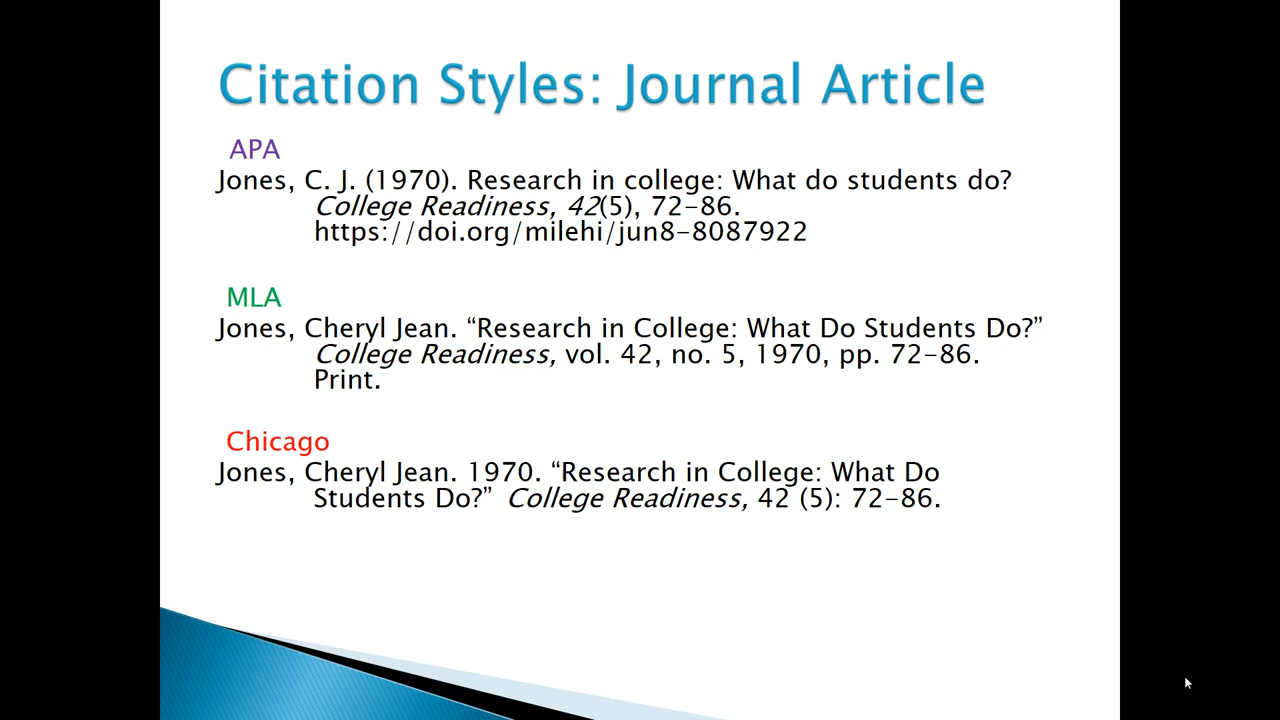 Citation Styles: Journal Article
APA
Jones, C. J. (1970). Research in college: What do students do?
College Readiness, 42(5), 72-86.
https://doi.org/milehi/jun8-8087922
MLA
Jones, Cheryl Jean. “Research in College: What Do Students Do?”
College Readiness, vol. 42, no. 5, 1970, pp. 72-86.
Print.
Chicago
Jones, Cheryl Jean. 1970. “Research in College: What Do
Students Do?” College Readiness, 42 (5): 72-86.